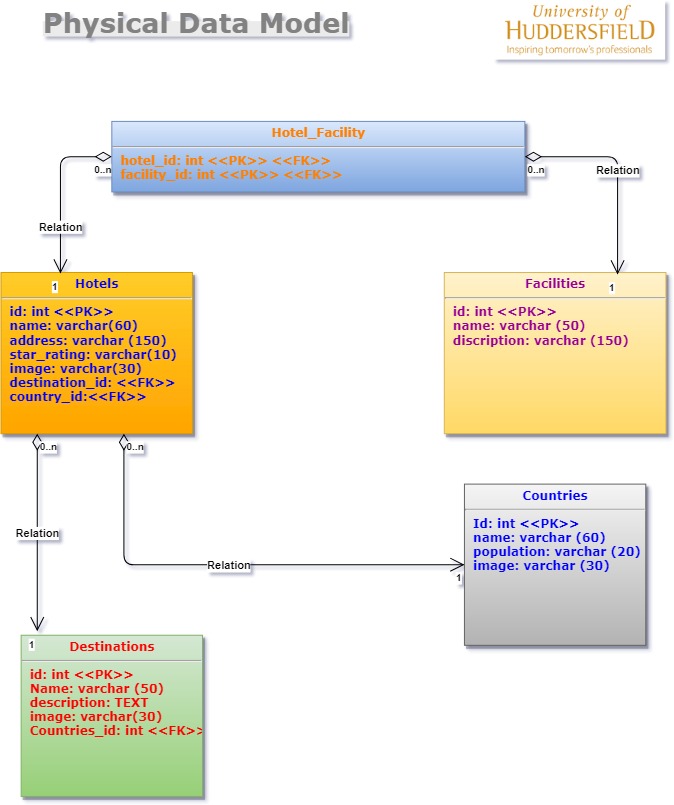 Physical Data Model
University of
HUDDERSFIELD
Inspiring tomorrow's professionals
Hotel_Facility
hotel_id: int <<PK>> <<FK>>
facility_id: int <<PK>> <<FK>>
0..n
0..n
Relation
Relation
1
Hotels
id: int <<PK>>
name: varchar(60)
address: varchar (150)
star_rating: varchar(10)
image: varchar(30)
destination_id: <<FK>>
country_id:<<FK>>
Facilities
1
id: int <<PK>>
name: varchar (50)
discription: varchar (150)
0..n
0..n
Relation
Relation
1
Countries
Id: int <<PK>>
name: varchar (60)
population: varchar (20)
image: varchar (30)
1
Destinations
id: int <<PK>>
Name: varchar (50)
description: TEXT
image: varchar(30)
Countries_id: int <<FK>>